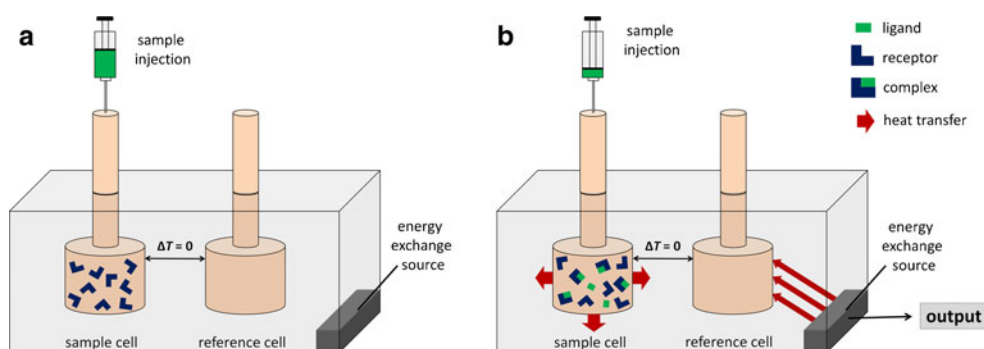 a
sample
injection
ΔT = 0
energy
exchange
source
sample cell
reference cell
b
sample
injection
ligand
receptor
complex
heat transfer
ΔT = 0
energy
exchange
source
output
sample cell
reference cell